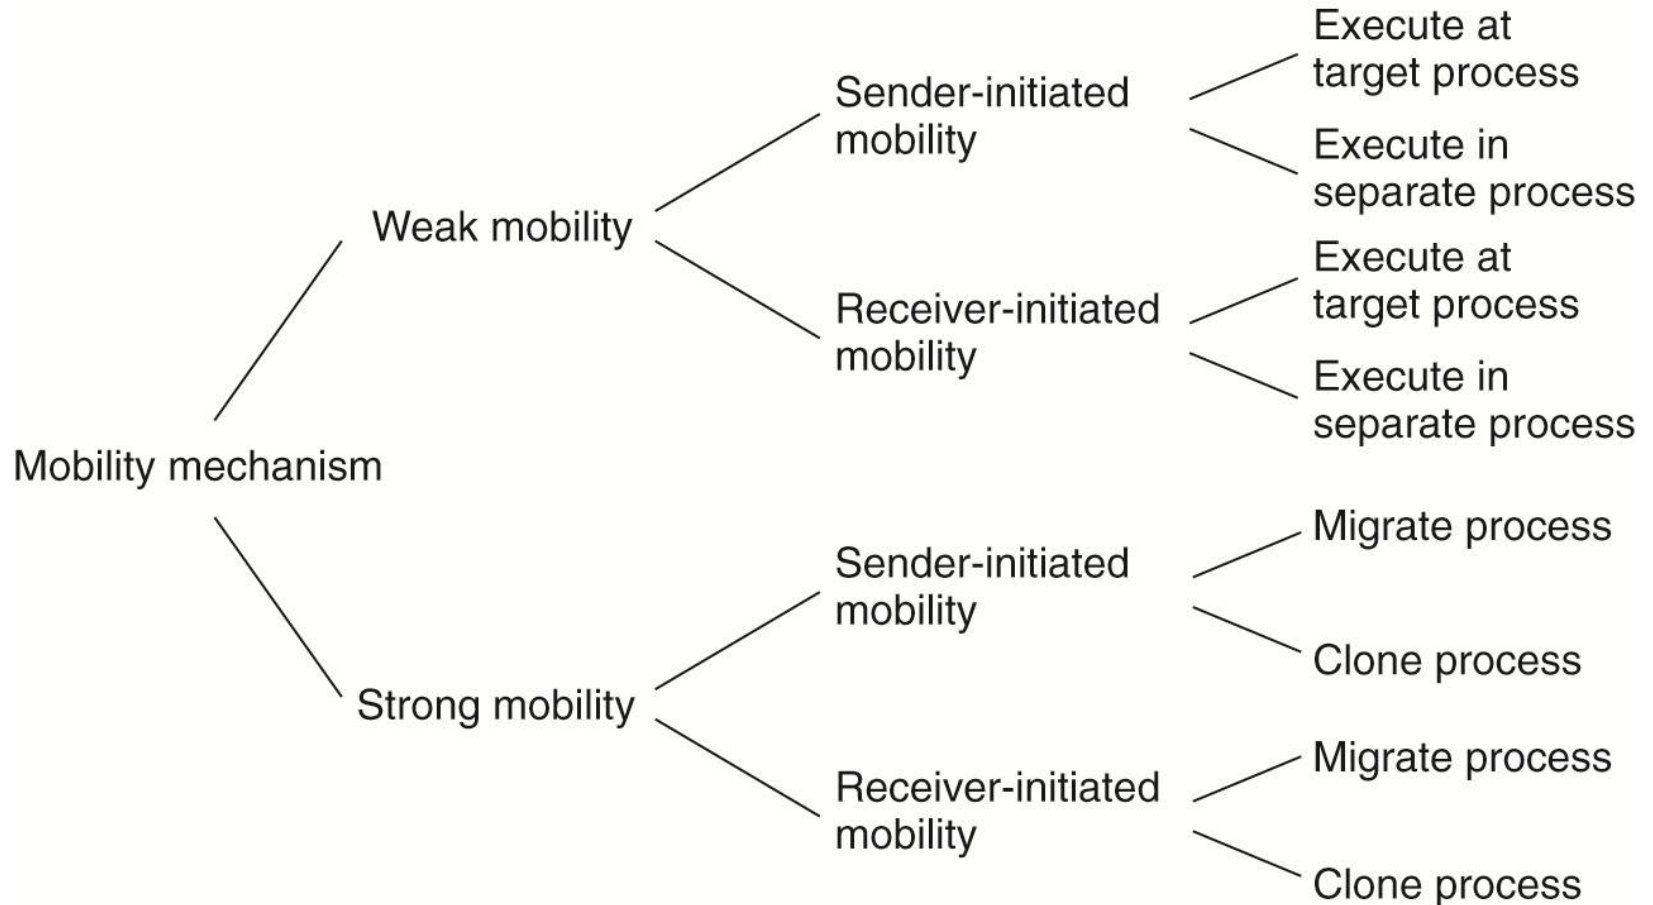 Mobility mechanism
Weak mobility
Sender-initiated
mobility
Execute at
target process
Execute in
separate process
Receiver-initiated
mobility
Execute at
target process
Execute in
separate process
Strong mobility
Sender-initiated
mobility
Migrate process
Clone process
Receiver-initiated
mobility
Migrate process
Clone process